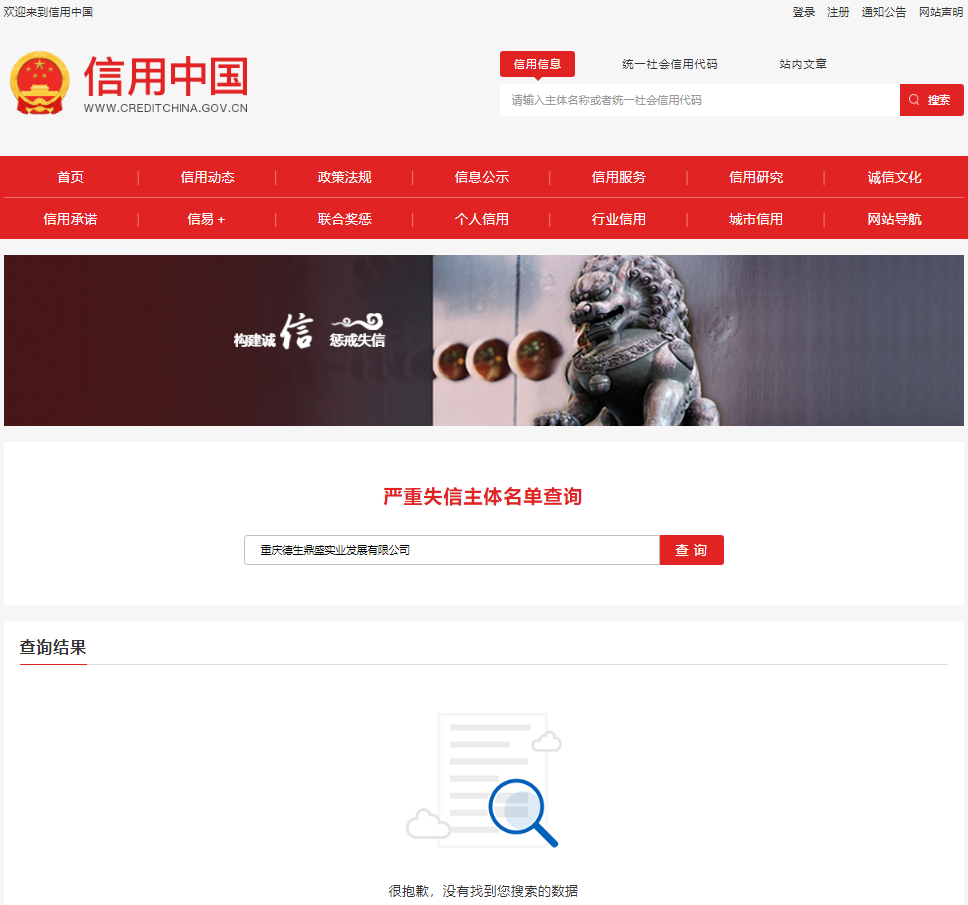 欢迎来到信用中国 登录 注册 通知公告 网站声明
信用中国
WWW.CREDITCHINA.GOV.CN
信用信息 统一社会信用代码 站内文章
请输入主体名称或者统一社会信用代码 搜索
首页 | 信用动态 | 政策法规 | 信息公示 | 信用服务 | 信用研究 | 诚信文化
信用承诺 | 信易+ | 联合奖惩 | 个人信用 | 行业信用 | 城市信用 | 网站导航
构建诚信 惩戒失信
严重失信主体名单查询
重庆德生鼎盛实业发展有限公司 查询
查询结果
很抱歉，没有找到您搜索的数据